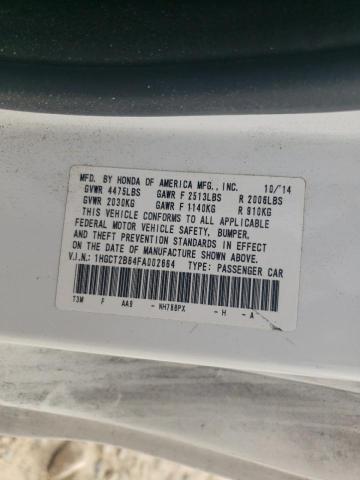 MFD. BY HONDA OF AMERICA MFG., INC. 10/'14
GVWR 4475LBS GAWR F 2513LBS R 2006LBS
GVWR 2030KG GAWR F 1140KG R 910KG
THIS VEHICLE CONFORMS TO ALL APPLICABLE
FEDERAL MOTOR VEHICLE SAFETY, BUMPER,
AND THEFT PREVENTION STANDARDS IN EFFECT
ON THE DATE OF MANUFACTURE SHOWN ABOVE.
V.I.N.: 1HGCT2B84FA002664 TYPE: PASSENGER CAR
T3M F AA9 - NH788PX - H - A